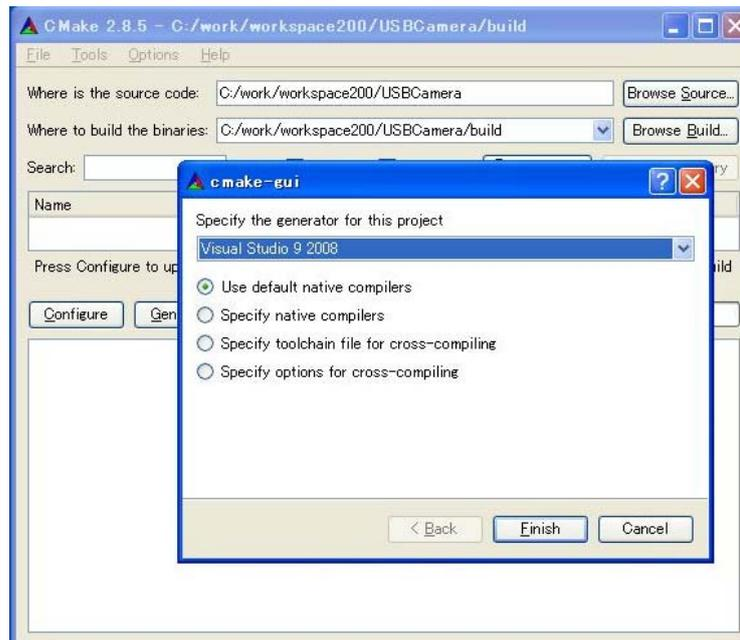 CMake 2.8.5 - C:/work/workspace200/USBCamera/build
File Tools Options Help
Where is the source code: C:/work/workspace200/USBCamera Browse Source...
Where to build the binaries: C:/work/workspace200/USBCamera/build Browse Build...
Search:
Name
Press Configure to
Configure
cmake-gui
Specify the generator for this project
Visual Studio 9 2008
Use default native compilers
Specify native compilers
Specify toolchain file for cross-compiling
Specify options for cross-compiling
< Back Finish Cancel